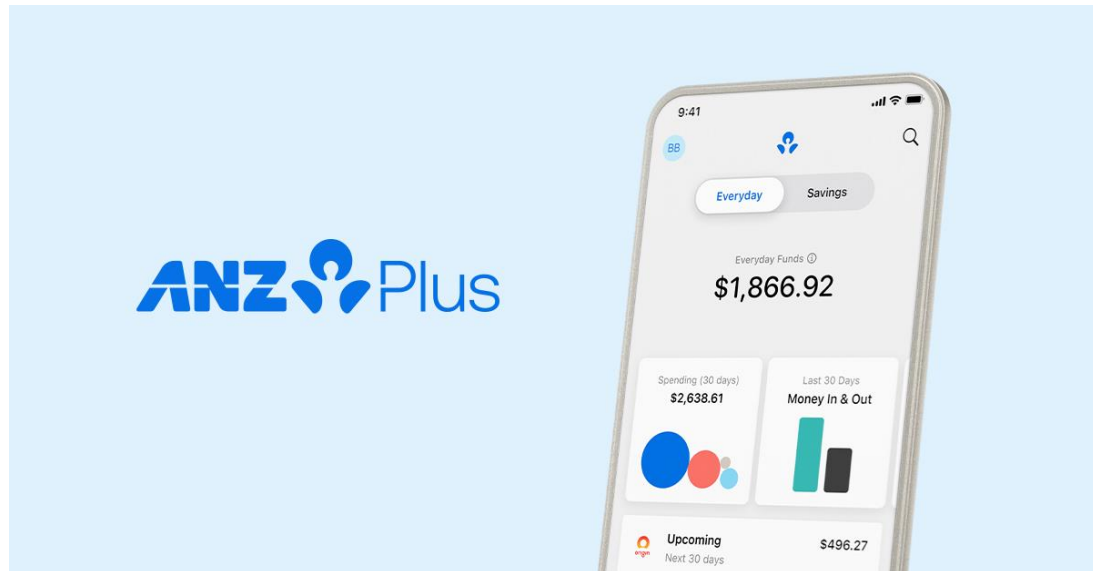 ANZ Plus
9:41
BB
Everyday Savings
Everyday Funds
$1,866.92
Spending (30 days)
$2,638.61
Last 30 Days
Money In & Out
origin
Upcoming $496.27
Next 30 days